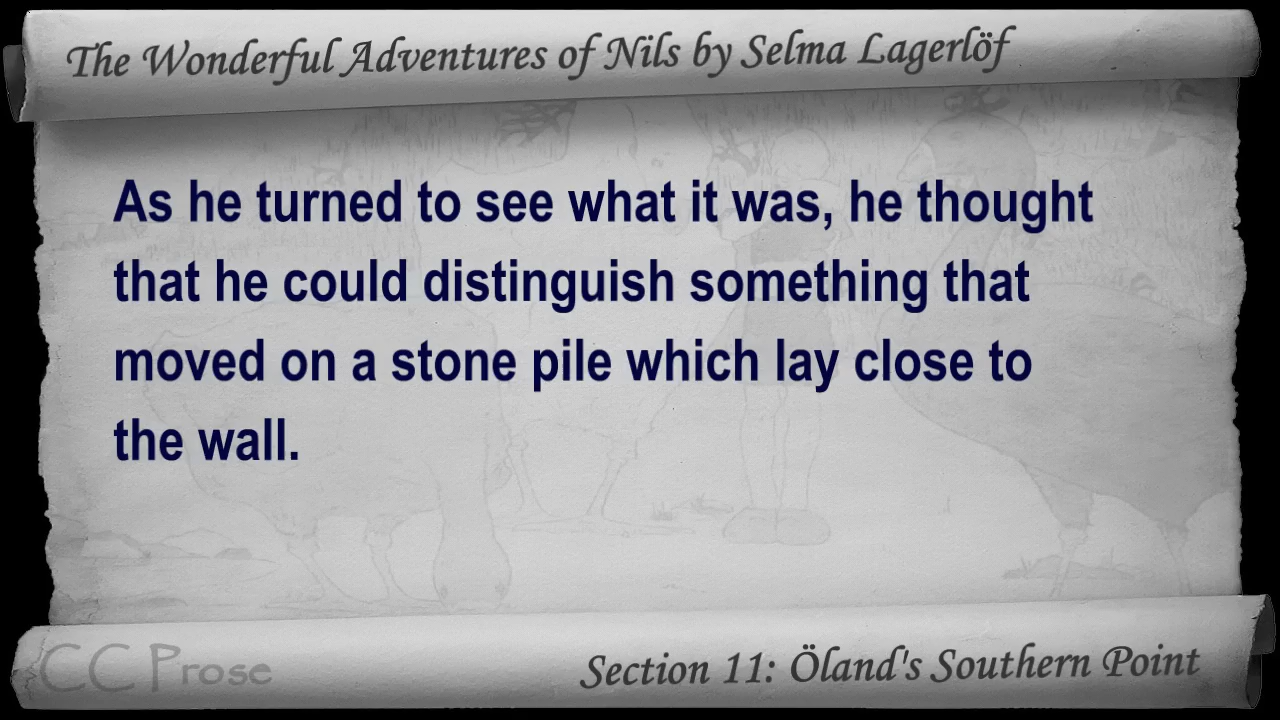 The Wonderful Adventures of Nils by Selma Lagerlöf
As he turned to see what it was, he thought
that he could distinguish something that
moved on a stone pile which lay close to
the wall.
CC Prose
Section 11: Öland's Southern Point